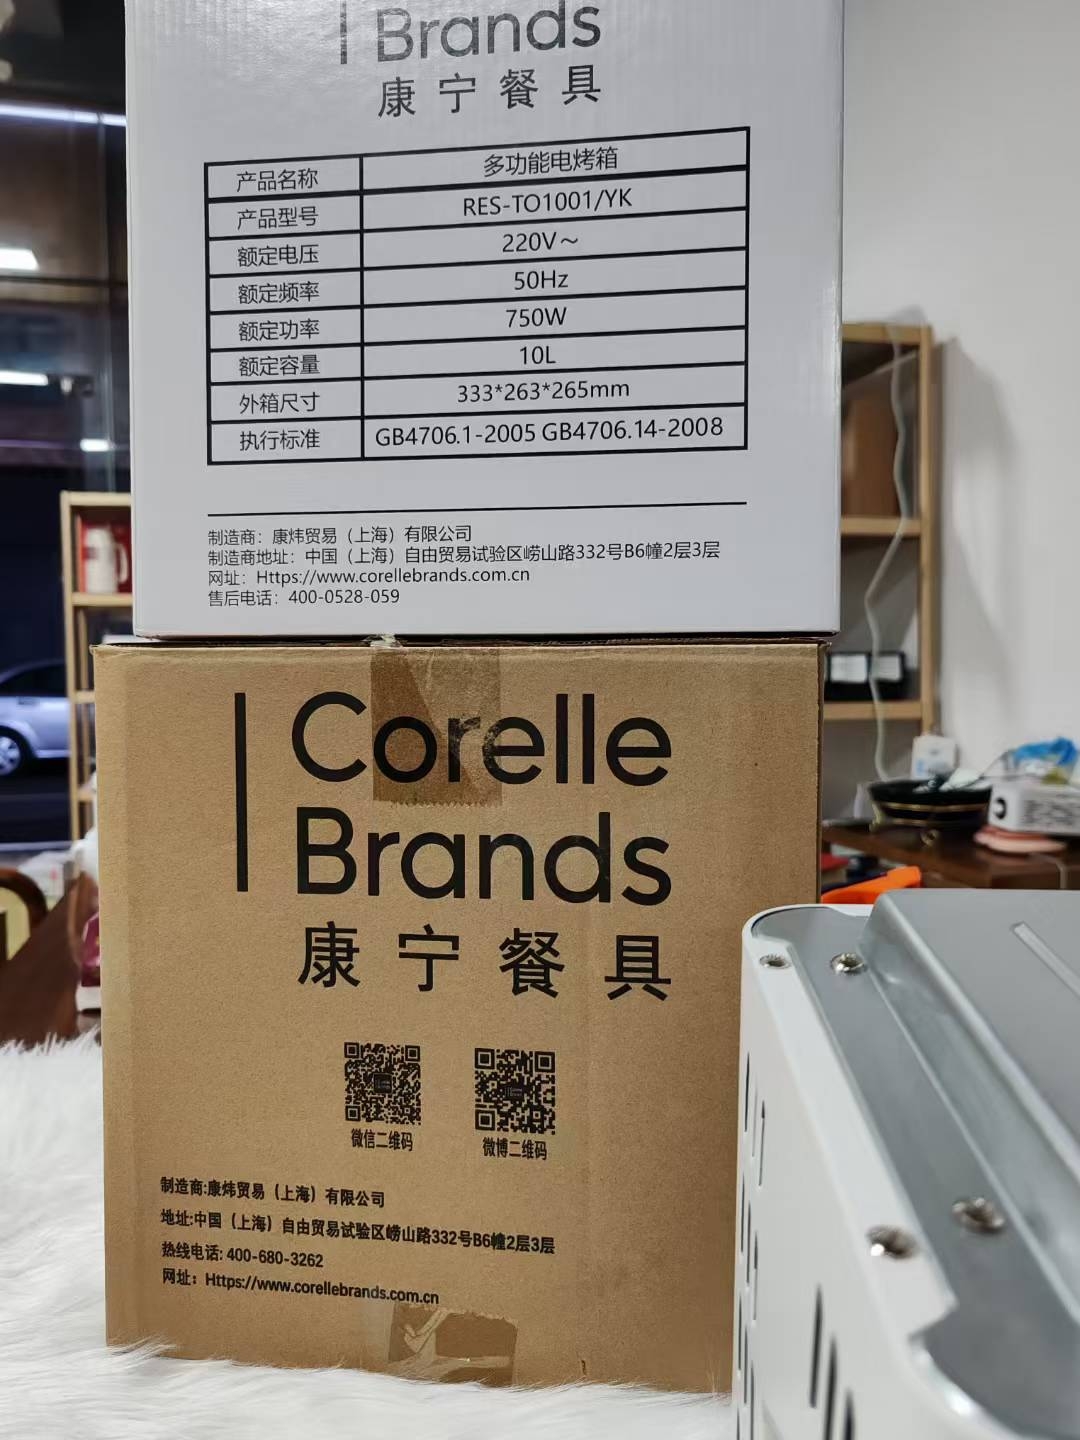 Brands
康宁餐具
产品名称 多功能电烤箱
产品型号 RES-TO1001/YK
额定电压 220V～
额定频率 50Hz
额定功率 750W
额定容量 10L
外箱尺寸 333*263*265mm
执行标准 GB4706.1-2005 GB4706.14-2008
制造商：康炜贸易（上海）有限公司
制造商地址：中国（上海）自由贸易试验区崂山路332号B6幢2层3层
网址：Https://www.corellebrands.com.cn
售后电话：400-0528-059
Corelle
Brands
康宁餐具
微信二维码 微博二维码
制造商:康炜贸易（上海）有限公司
地址:中国（上海）自由贸易试验区崂山路332号B6幢2层3层
热线电话: 400-680-3262
网址：Https://www.corellebrands.com.cn